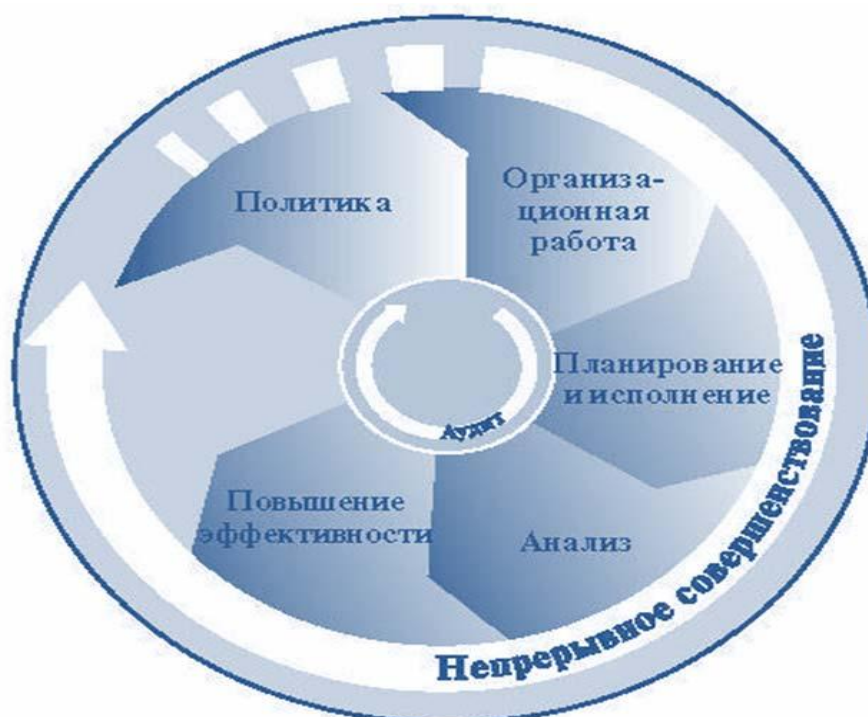 Политика
Организа-
ционная
работа
Планирование
и исполнение
Анализ
Повышение
эффективности
Аудит
Непрерывное совершенствование